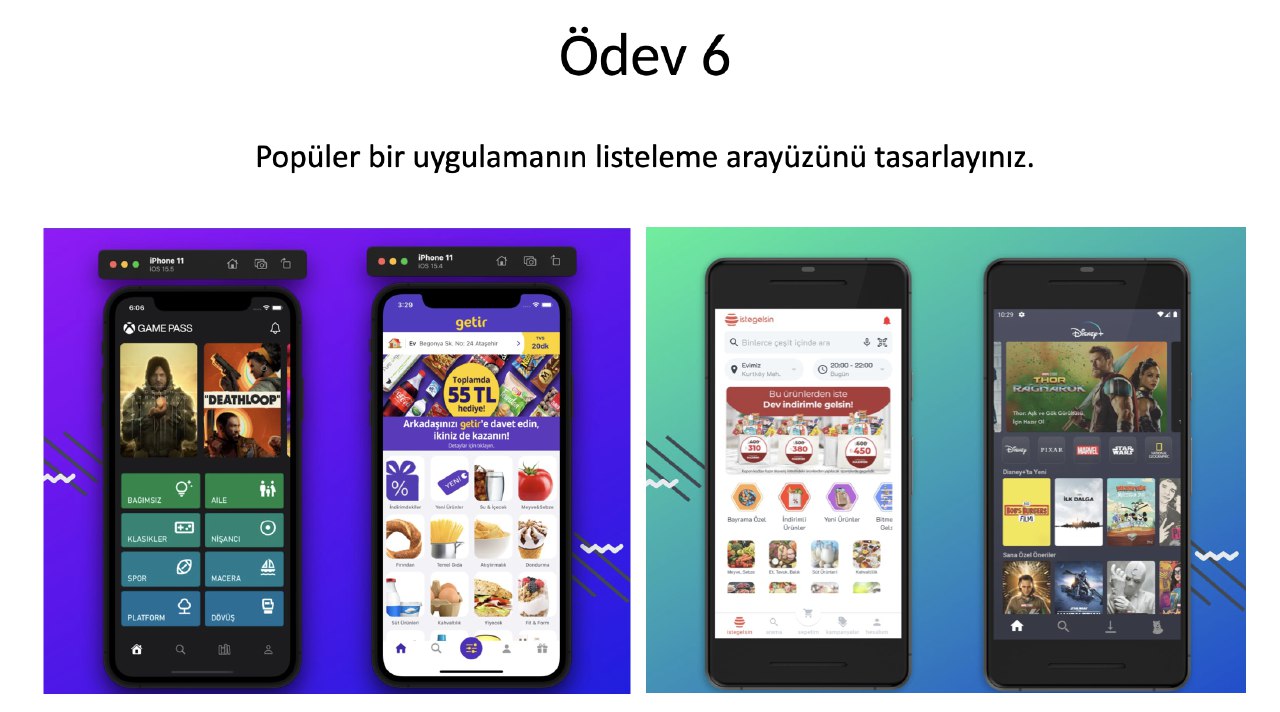 Ödev 6
Popüler bir uygulamanın listeleme arayüzünü tasarlayınız.
iPhone 11
iOS 15.5
6:06
GAME PASS
"DEATHLOOP"
BAĞIMSIZ
AİLE
KLASİKLER
NİŞANCI
SPOR
MACERA
PLATFORM
DÖVÜŞ
iPhone 11
iOS 15.4
3:29
getir
Ev Begonya Sk. No: 24 Ataşehir
TVS
20dk
Toplamda
55 TL
hediye!
Arkadaşınızı getir'e davet edin,
ikiniz de kazanın!
Detaylar için tıklayın.
YENİ
İndirimdekiler Yeni Ürünler Su & İçecek Meyve&Sebze
Fırından Temel Gıda Atıştırmalık Dondurma
Süt Ürünleri Kahvaltılık Yiyecek Fit & Form
istegelsin
Binlerce çeşit içinde ara
Evimiz
Kurtköy Mah.
20:00 - 22:00
Bugün
Bu ürünlerden iste
Dev indirimle gelsin!
310
380
450
Bayrama Özel
İndirimli
Ürünler
Yeni Ürünler
Meyve, Sebze
Et, Tavuk, Balık
Süt Ürünleri
Kahvaltılık
istegelsin
10:29
Disney+
MARVEL STUDIOS
THOR
RAGNAROK
Thor: Aşk ve Gök Gürültüsü,
İçin Hazır Ol
Disney
PIXAR
MARVEL
STAR WARS
NATIONAL GEOGRAPHIC
Disney+'ta Yeni
BOB'S BURGERS
FİLMİ
İLK DALGA
Sana Özel Öneriler